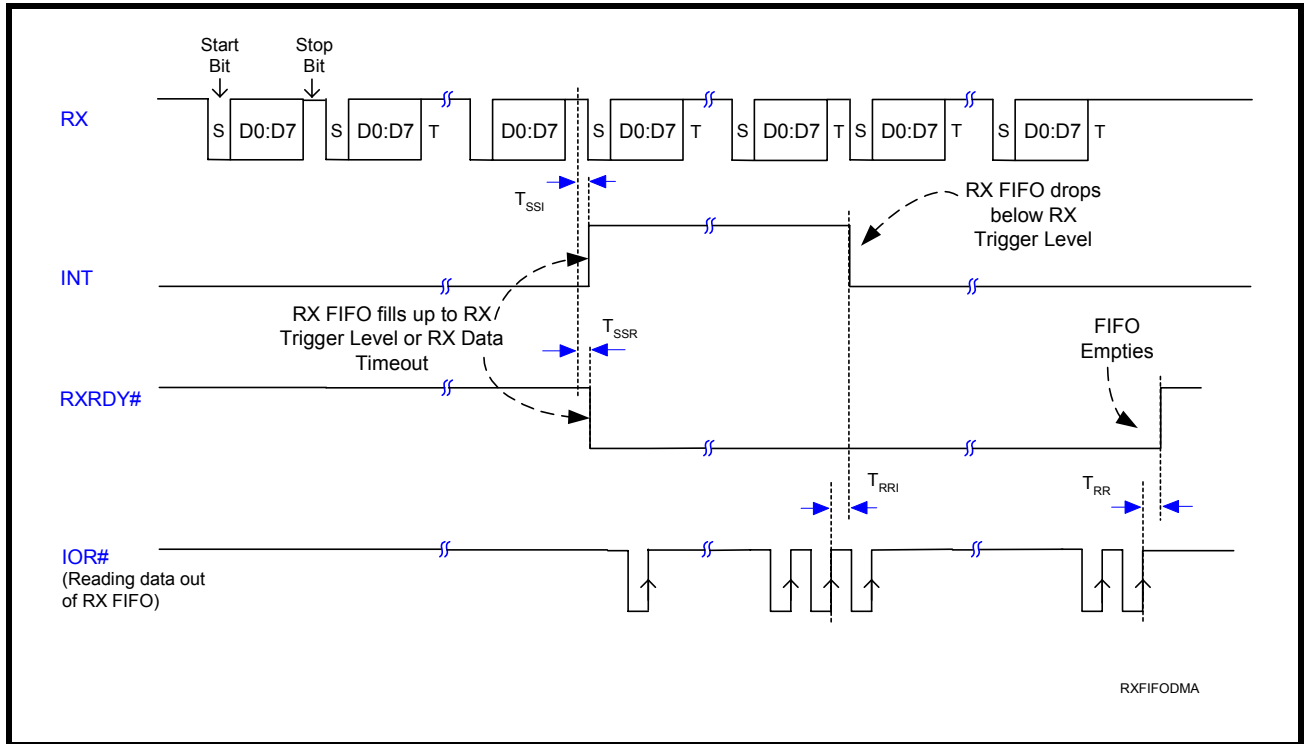 Start
Bit
Stop
Bit
RX
S D0:D7 S D0:D7 T D0:D7 S D0:D7 T S D0:D7 T S D0:D7 T S D0:D7 T
TSSI
RX FIFO drops
below RX
Trigger Level
INT
RX FIFO fills up to RX
Trigger Level or RX Data
Timeout
TSSR
FIFO
Empties
RXRDY#
TRRI
TRR
IOR#
(Reading data out
of RX FIFO)
RXFIFODMA